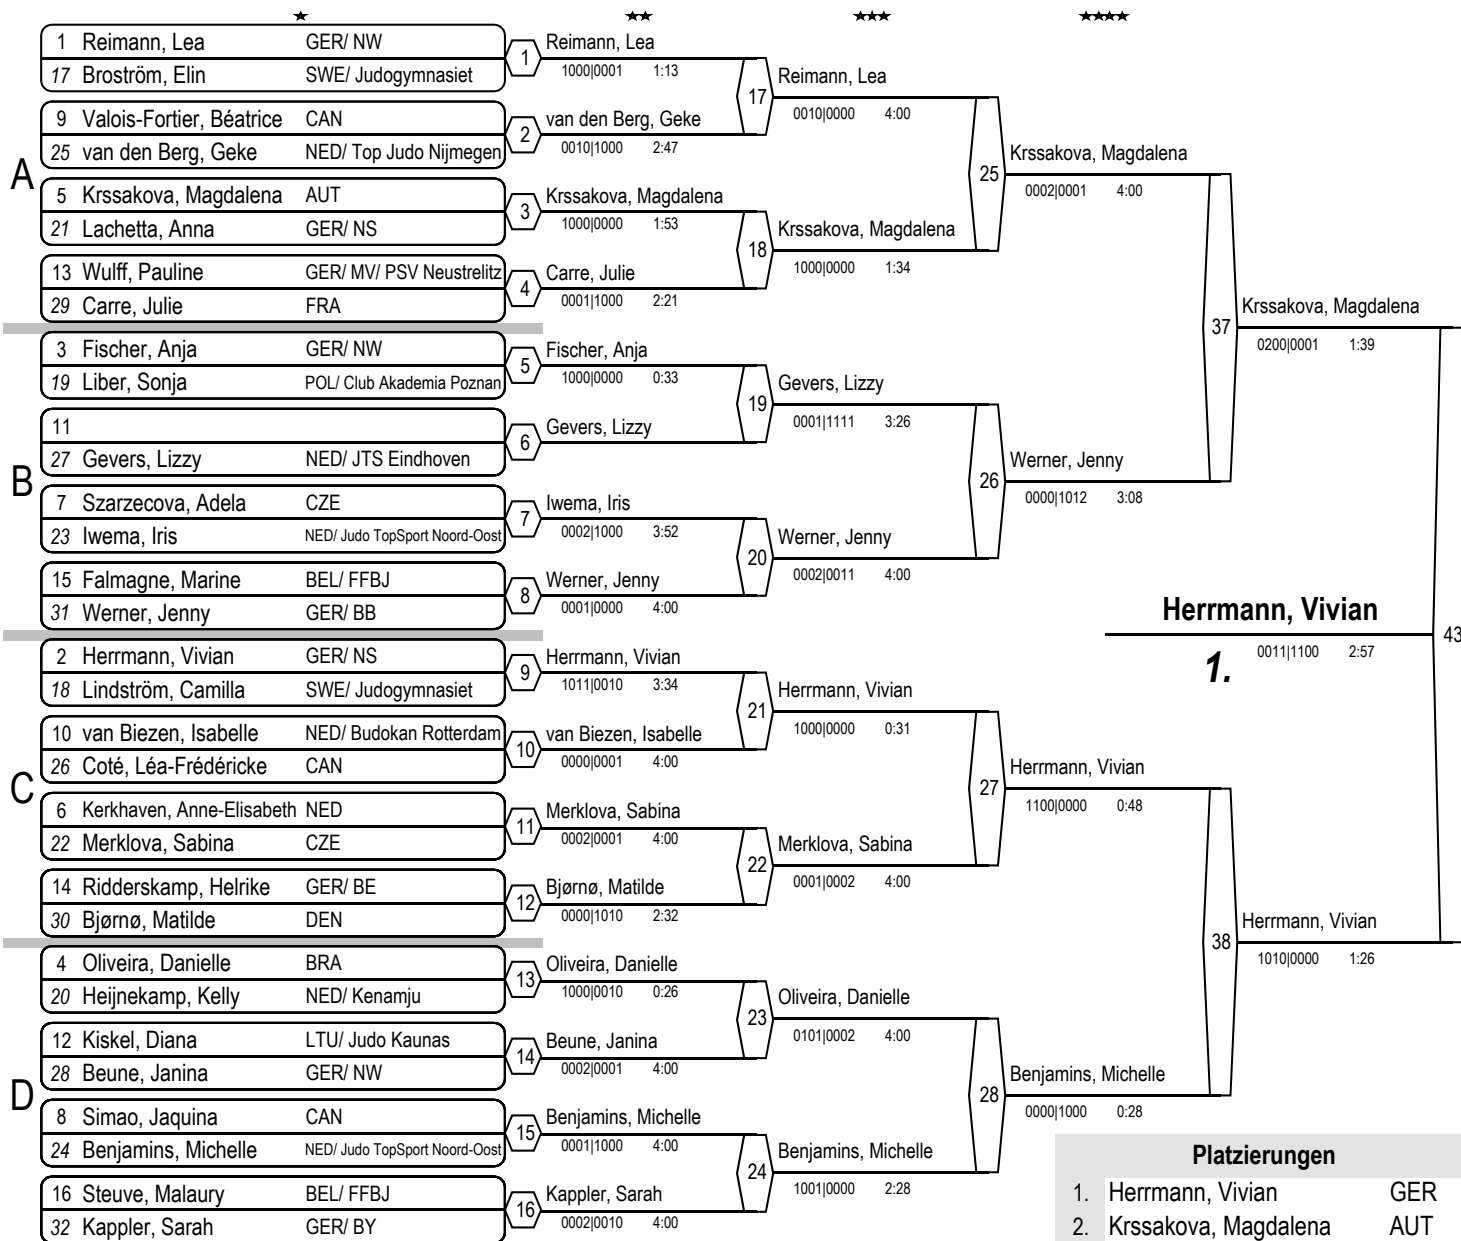 A
1 Reimann, Lea GER/ NW
17 Broström, Elin SWE/ Judogymnasiet
9 Valois-Fortier, Béatrice CAN
25 van den Berg, Geke NED/ Top Judo Nijmegen
5 Krssakova, Magdalena AUT
21 Lachetta, Anna GER/ NS
13 Wulff, Pauline GER/ MV/ PSV Neustrelitz
29 Carre, Julie FRA
B
3 Fischer, Anja GER/ NW
19 Liber, Sonja POL/ Club Akademia Poznan
11
27 Gevers, Lizzy NED/ JTS Eindhoven
7 Szarzecova, Adela CZE
23 Iwema, Iris NED/ Judo TopSport Noord-Oost
15 Falmagne, Marine BEL/ FFBJ
31 Werner, Jenny GER/ BB
C
2 Herrmann, Vivian GER/ NS
18 Lindström, Camilla SWE/ Judogymnasiet
10 van Biezen, Isabelle NED/ Budokan Rotterdam
26 Coté, Léa-Frédéricke CAN
6 Kerkhaven, Anne-Elisabeth NED
22 Merklova, Sabina CZE
14 Ridderskamp, Helrike GER/ BE
30 Bjørnø, Matilde DEN
D
4 Oliveira, Danielle BRA
20 Heijnekamp, Kelly NED/ Kenamju
12 Kiskel, Diana LTU/ Judo Kaunas
28 Beune, Janina GER/ NW
8 Simao, Jaquina CAN
24 Benjamins, Michelle NED/ Judo TopSport Noord-Oost
16 Steuve, Malaury BEL/ FFBJ
32 Kappler, Sarah GER/ BY
1 Reimann, Lea
1000|0001 1:13
2 van den Berg, Geke
0010|1000 2:47
3 Krssakova, Magdalena
1000|0000 1:53
4 Carre, Julie
0001|1000 2:21
5 Fischer, Anja
1000|0000 0:33
6 Gevers, Lizzy
7 Iwema, Iris
0002|1000 3:52
8 Werner, Jenny
0001|0000 4:00
9 Herrmann, Vivian
1011|0010 3:34
10 van Biezen, Isabelle
0000|0001 4:00
11 Merklova, Sabina
0002|0001 4:00
12 Bjørnø, Matilde
0000|1010 2:32
13 Oliveira, Danielle
1000|0010 0:26
14 Beune, Janina
0002|0001 4:00
15 Benjamins, Michelle
0001|1000 4:00
16 Kappler, Sarah
0002|0010 4:00
17 Reimann, Lea
0010|0000 4:00
18 Krssakova, Magdalena
1000|0000 1:34
19 Gevers, Lizzy
0001|1111 3:26
20 Werner, Jenny
0002|0011 4:00
21 Herrmann, Vivian
1000|0000 0:31
22 Merklova, Sabina
0001|0002 4:00
23 Oliveira, Danielle
0101|0002 4:00
24 Benjamins, Michelle
1001|0000 2:28
25 Krssakova, Magdalena
0002|0001 4:00
26 Werner, Jenny
0000|1012 3:08
27 Herrmann, Vivian
1100|0000 0:48
28 Benjamins, Michelle
0000|1000 0:28
37 Krssakova, Magdalena
0200|0001 1:39
38 Herrmann, Vivian
1010|0000 1:26
Herrmann, Vivian
43
1. 0011|1100 2:57
Platzierungen
1. Herrmann, Vivian GER
2. Krssakova, Magdalena AUT